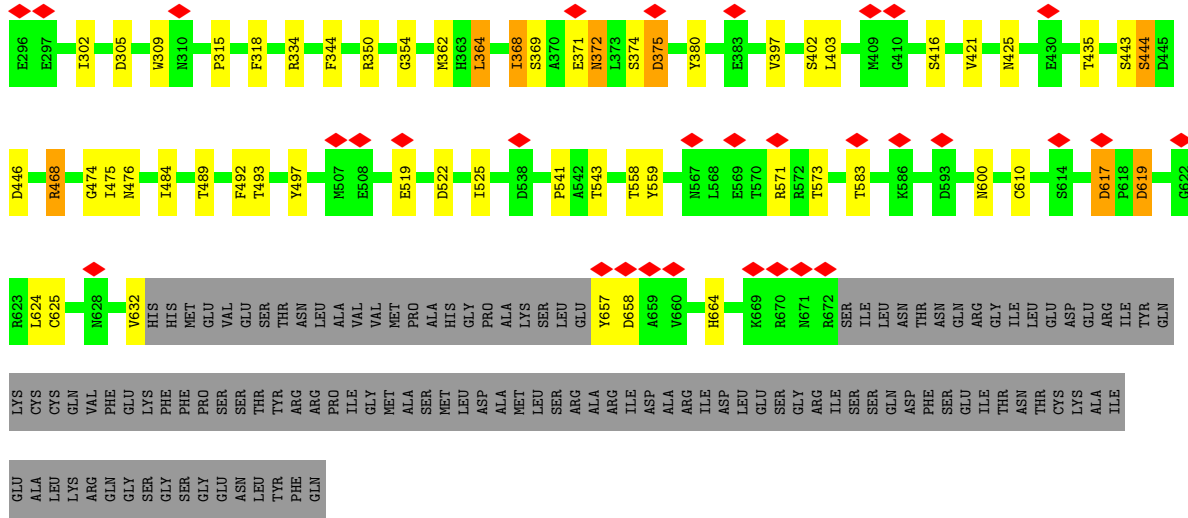 E296 E297 I302 D305 W309 N310 P315 F318 R334 F344 R350 G354 M362 H363 L364 I368 S369 A370 E371 N372 L373 S374 D375 Y380 E383 V397 S402 L403 M409 G410 S416 V421 N425 E430 T435 S443 S444 D445
D446 R468 G474 I475 N476 I484 T489 F492 T493 Y497 M507 E508 E519 D522 I525 D538 P541 A542 T543 T558 Y559 N567 L568 E569 T570 R571 R572 T573 T583 K586 D593 N600 C610 S614 D617 P618 D619 G622
R623 L624 C625 N628 V632 HIS HIS MET GLU VAL GLU SER THR ASN LEU ALA VAL VAL MET PRO ALA HIS GLY PRO ALA LYS SER LEU GLU Y657 D658 A659 V660 H664 K669 R670 N671 R672 SER ILE LEU ASN THR ASN GLN ARG GLY ILE LEU GLU ASP GLU ARG ILE TYR GLN
LYS CYS CYS GLN VAL PHE GLU LYS PHE PHE PRO SER SER THR TYR ARG ARG PRO ILE GLY MET ALA SER MET LEU ASP ALA MET LEU SER ARG ALA ARG ILE ASP ALA ARG ILE ASP LEU GLU SER GLY ARG ILE SER SER GLN ASP PHE SER GLU ILE THR ASN THR CYS LYS ALA ILE
GLU ALA LEU LYS ARG GLN GLY SER GLY SER GLY GLU ASN LEU TYR PHE GLN